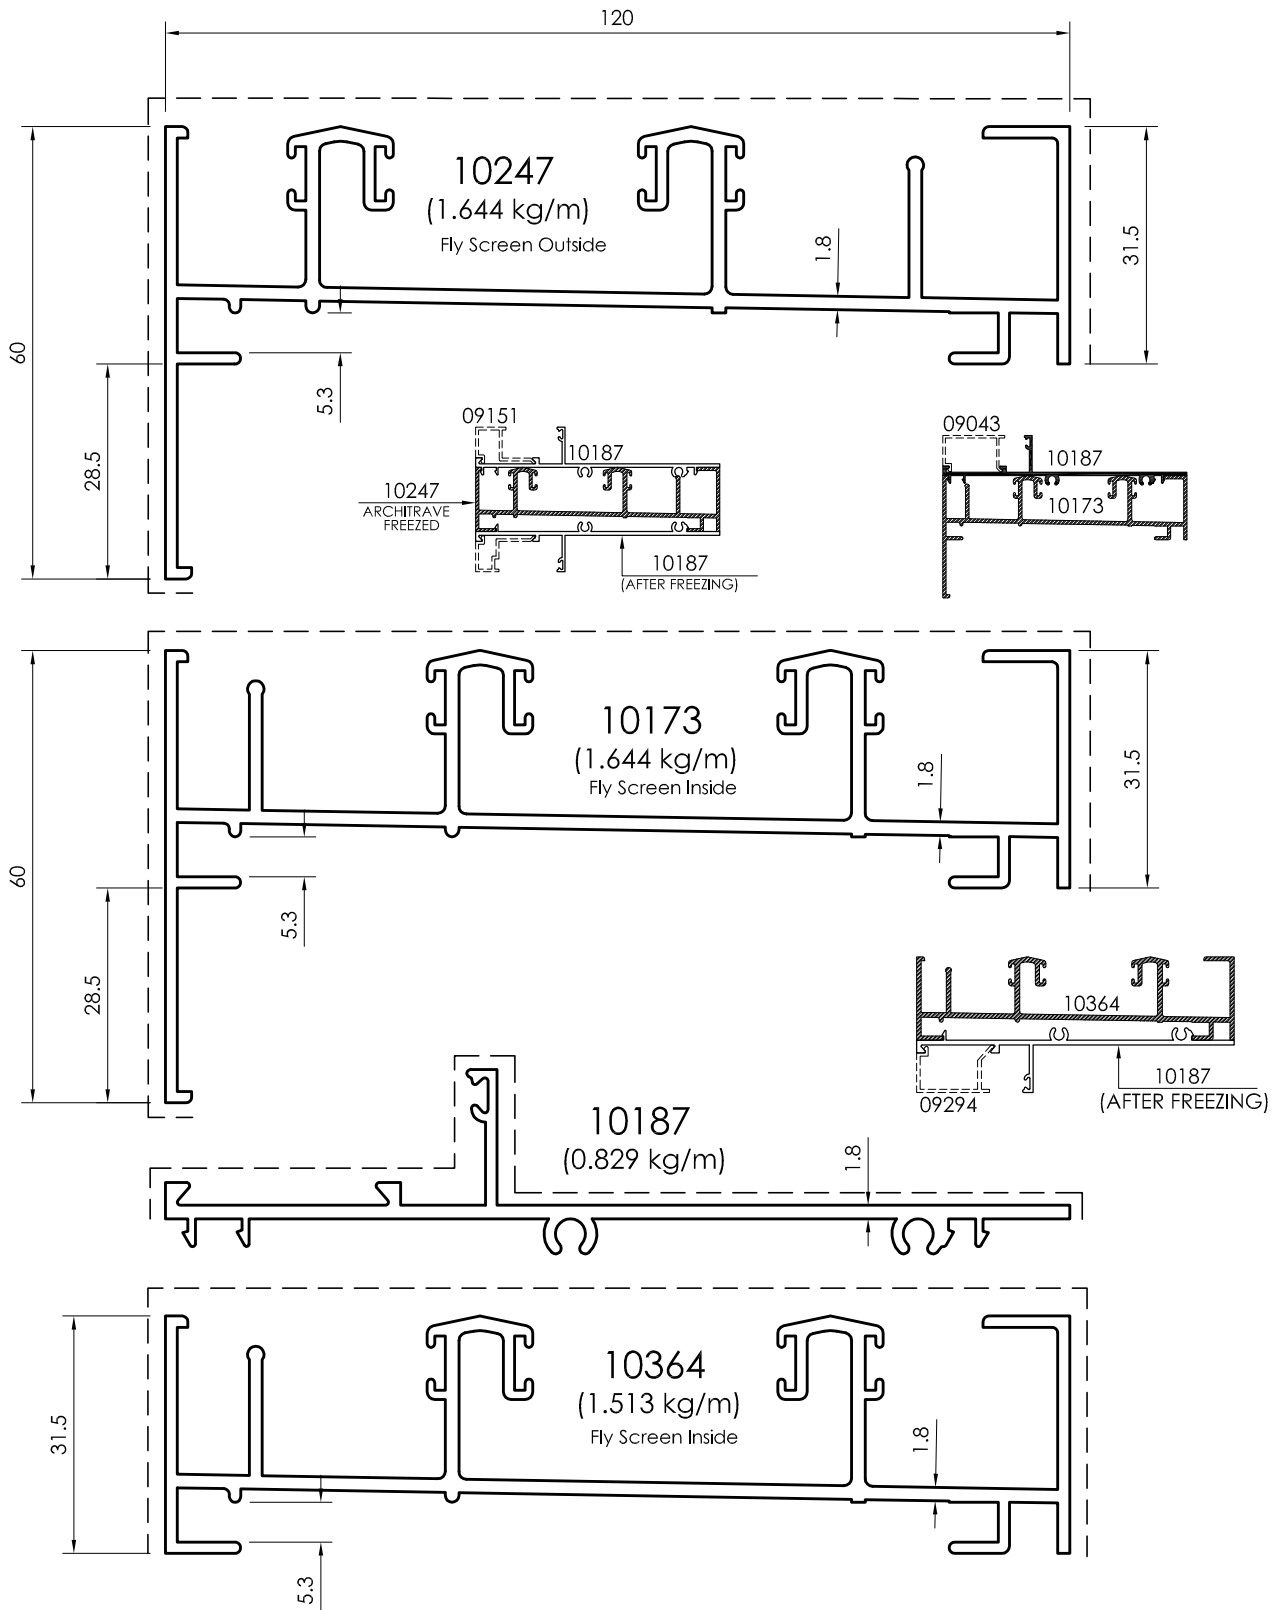 120
10247
(1.644 kg/m)
Fly Screen Outside
1.8
31.5
60
5.3
28.5
09151
10187
10247
ARCHITRAVE
FREEZED
10187
(AFTER FREEZING)
09043
10187
10173
10173
(1.644 kg/m)
Fly Screen Inside
1.8
31.5
60
5.3
28.5
10364
10187
(AFTER FREEZING)
09294
10187
(0.829 kg/m)
1.8
10364
(1.513 kg/m)
Fly Screen Inside
31.5
1.8
5.3